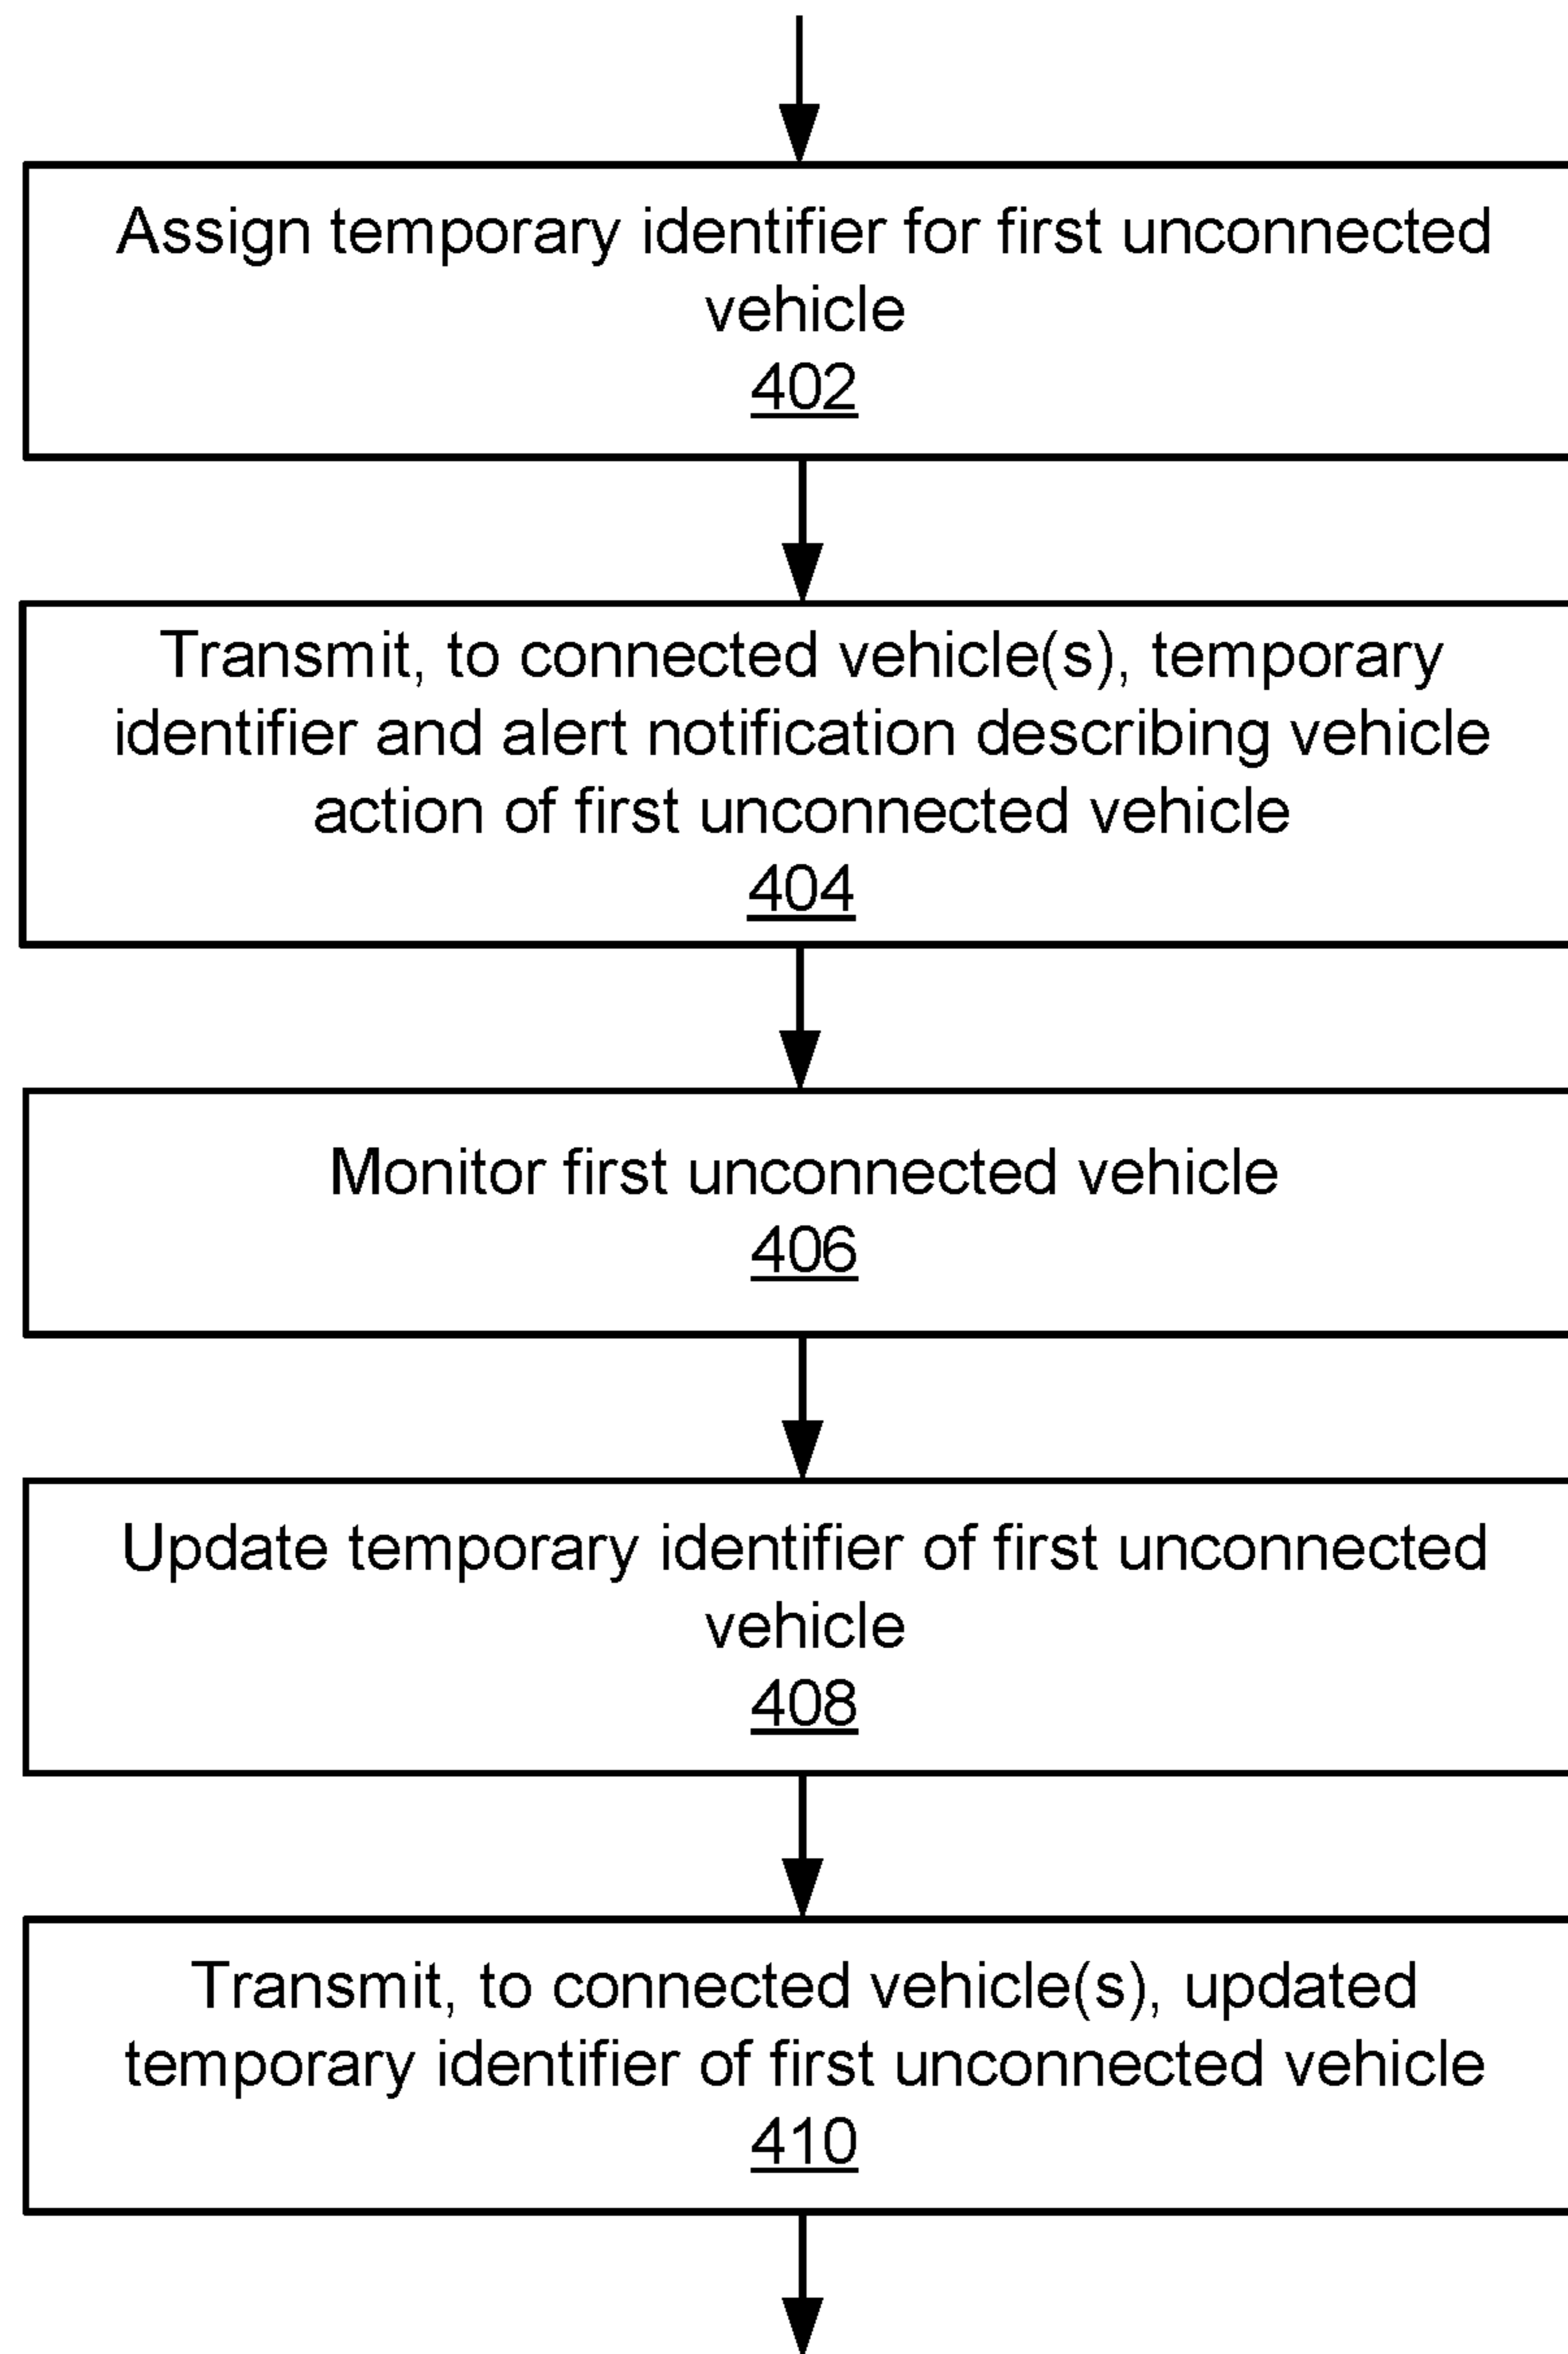 Assign temporary identifier for first unconnected
vehicle
402
Transmit, to connected vehicle(s), temporary
identifier and alert notification describing vehicle
action of first unconnected vehicle
404
Monitor first unconnected vehicle
406
Update temporary identifier of first unconnected
vehicle
408
Transmit, to connected vehicle(s), updated
temporary identifier of first unconnected vehicle
410